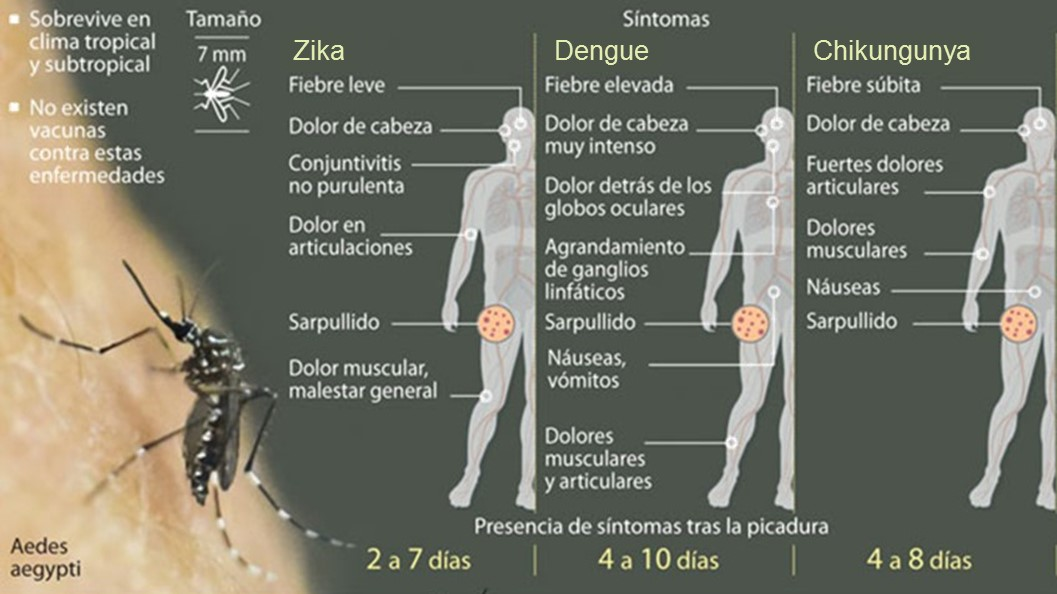 ▪ Sobrevive en
clima tropical
y subtropical
▪ No existen
vacunas
contra estas
enfermedades
Tamaño
7 mm
Síntomas
Zika
Fiebre leve
Dolor de cabeza
Conjuntivitis
no purulenta
Dolor en
articulaciones
Sarpullido
Dolor muscular,
malestar general
Dengue
Fiebre elevada
Dolor de cabeza
muy intenso
Dolor detrás de los
globos oculares
Agrandamiento
de ganglios
linfáticos
Sarpullido
Náuseas,
vómitos
Dolores
musculares
y articulares
Chikungunya
Fiebre súbita
Dolor de cabeza
Fuertes dolores
articulares
Dolores
musculares
Náuseas
Sarpullido
Presencia de síntomas tras la picadura
2 a 7 días
4 a 10 días
4 a 8 días
Aedes
aegypti